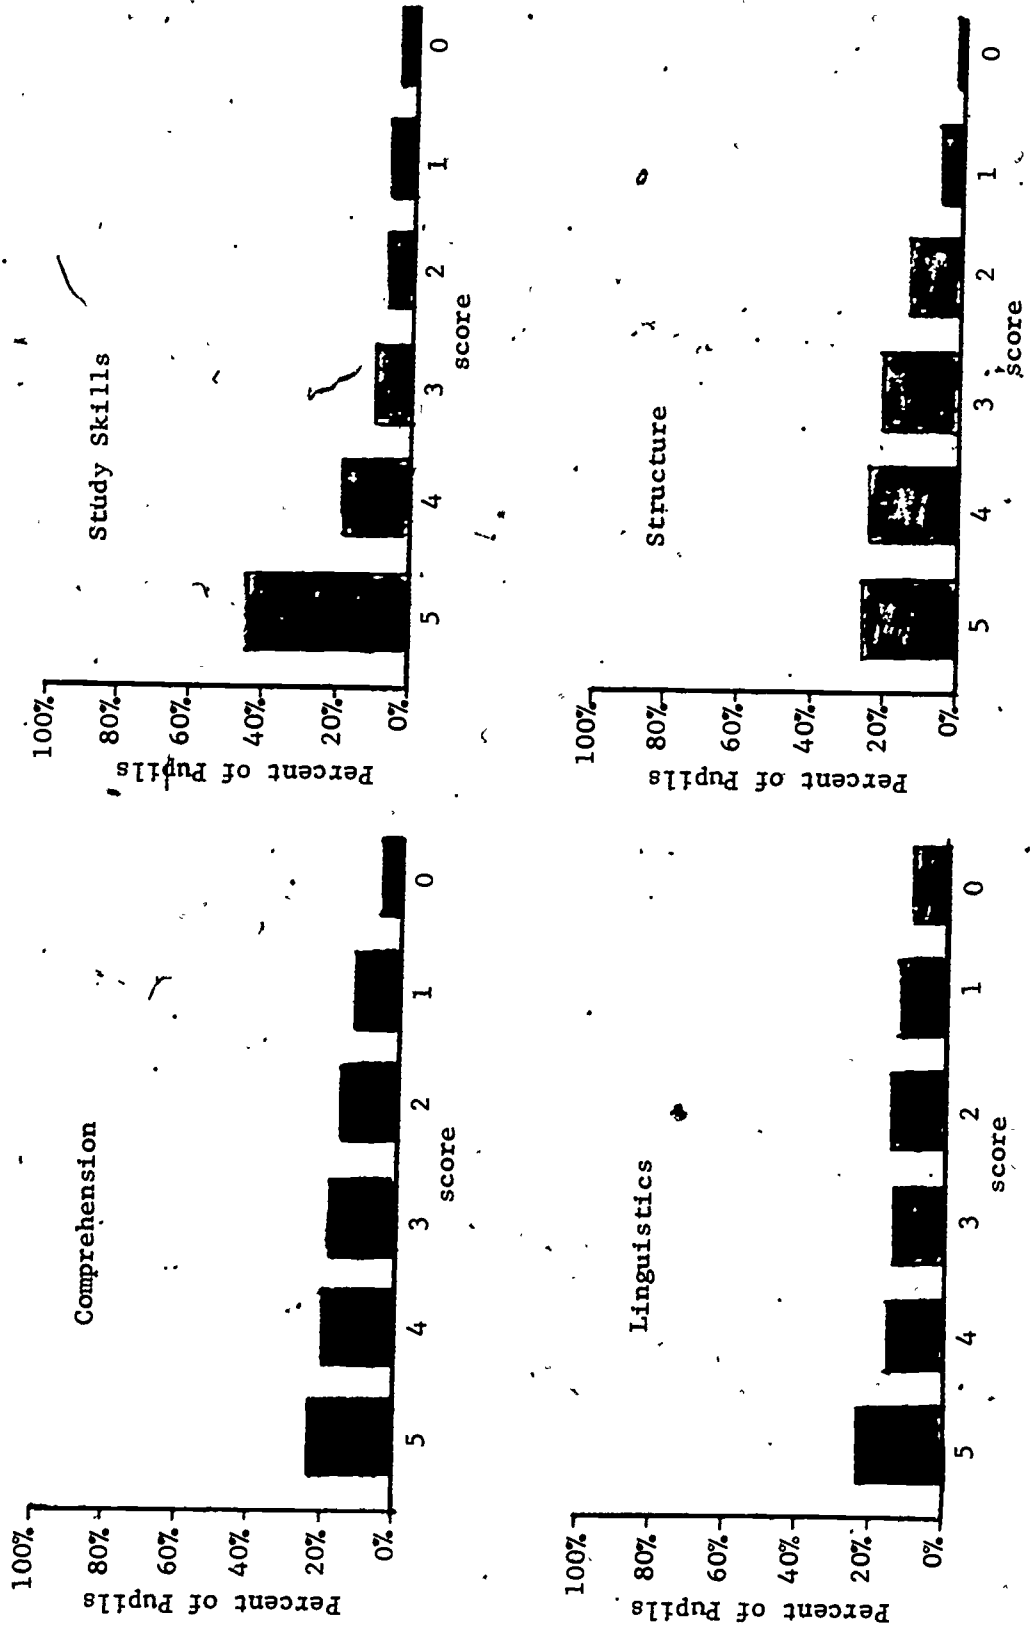 Comprehension
Percent of Pupils
100%
80%
60%
40%
20%
0%
5 4 3 2 1 0
score
Study Skills
Percent of Pupils
100%
80%
60%
40%
20%
0%
5 4 3 2 1 0
score
Linguistics
Percent of Pupils
100%
80%
60%
40%
20%
0%
5 4 3 2 1 0
score
Structure
Percent of Pupils
100%
80%
60%
40%
20%
0%
5 4 3 2 1 0
score